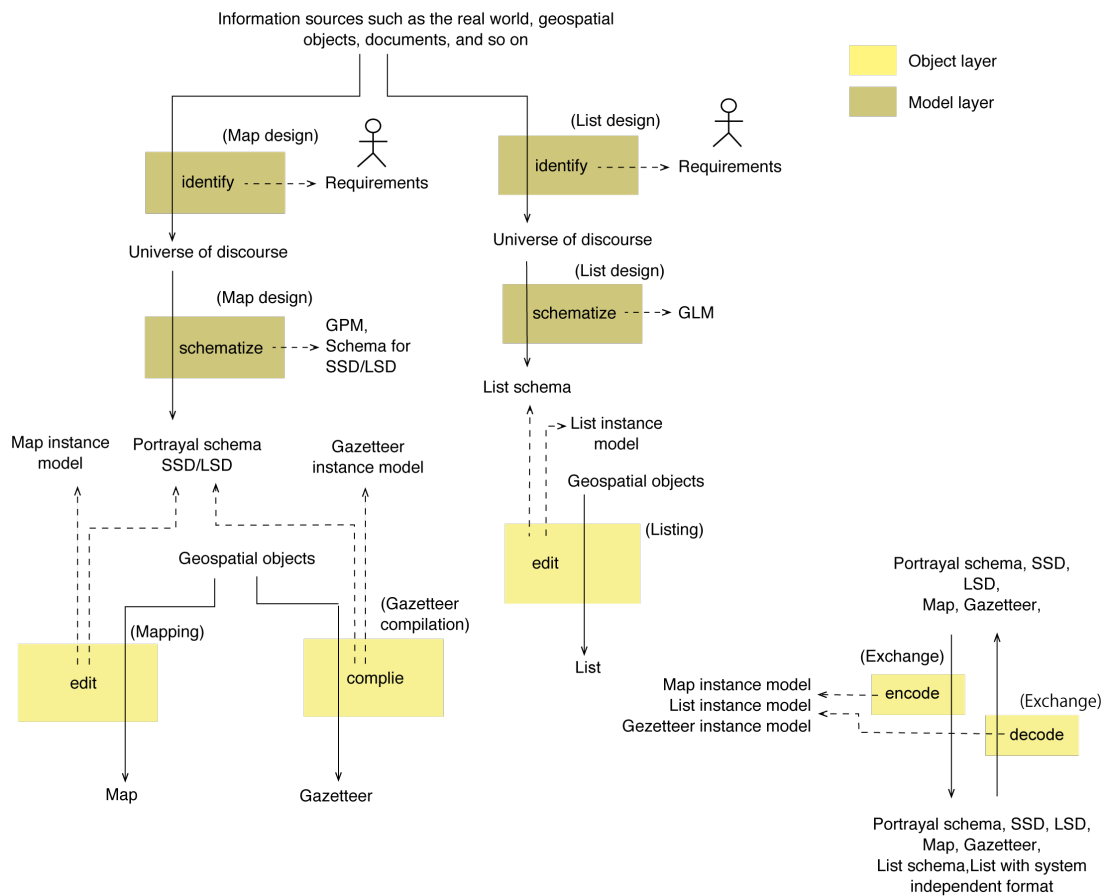 Information sources such as the real world, geospatial
objects, documents, and so on
Object layer
Model layer
(Map design)
identify
Requirements
Universe of discourse
(Map design)
schematize
GPM,
Schema for
SSD/LSD
(List design)
identify
Requirements
Universe of discourse
(List design)
schematize
GLM
List schema
Map instance
model
Portrayal schema
SSD/LSD
Gazetteer
instance model
Geospatial objects
(Mapping)
edit
(Gazetteer
compilation)
complie
Map
Gazetteer
List instance
model
Geospatial objects
(Listing)
edit
List
Portrayal schema, SSD,
LSD,
Map, Gazetteer,
(Exchange)
encode
(Exchange)
decode
Map instance model
List instance model
Gezetteer instance model
Portrayal schema, SSD, LSD,
Map, Gazetteer,
List schema,List with system
independent format